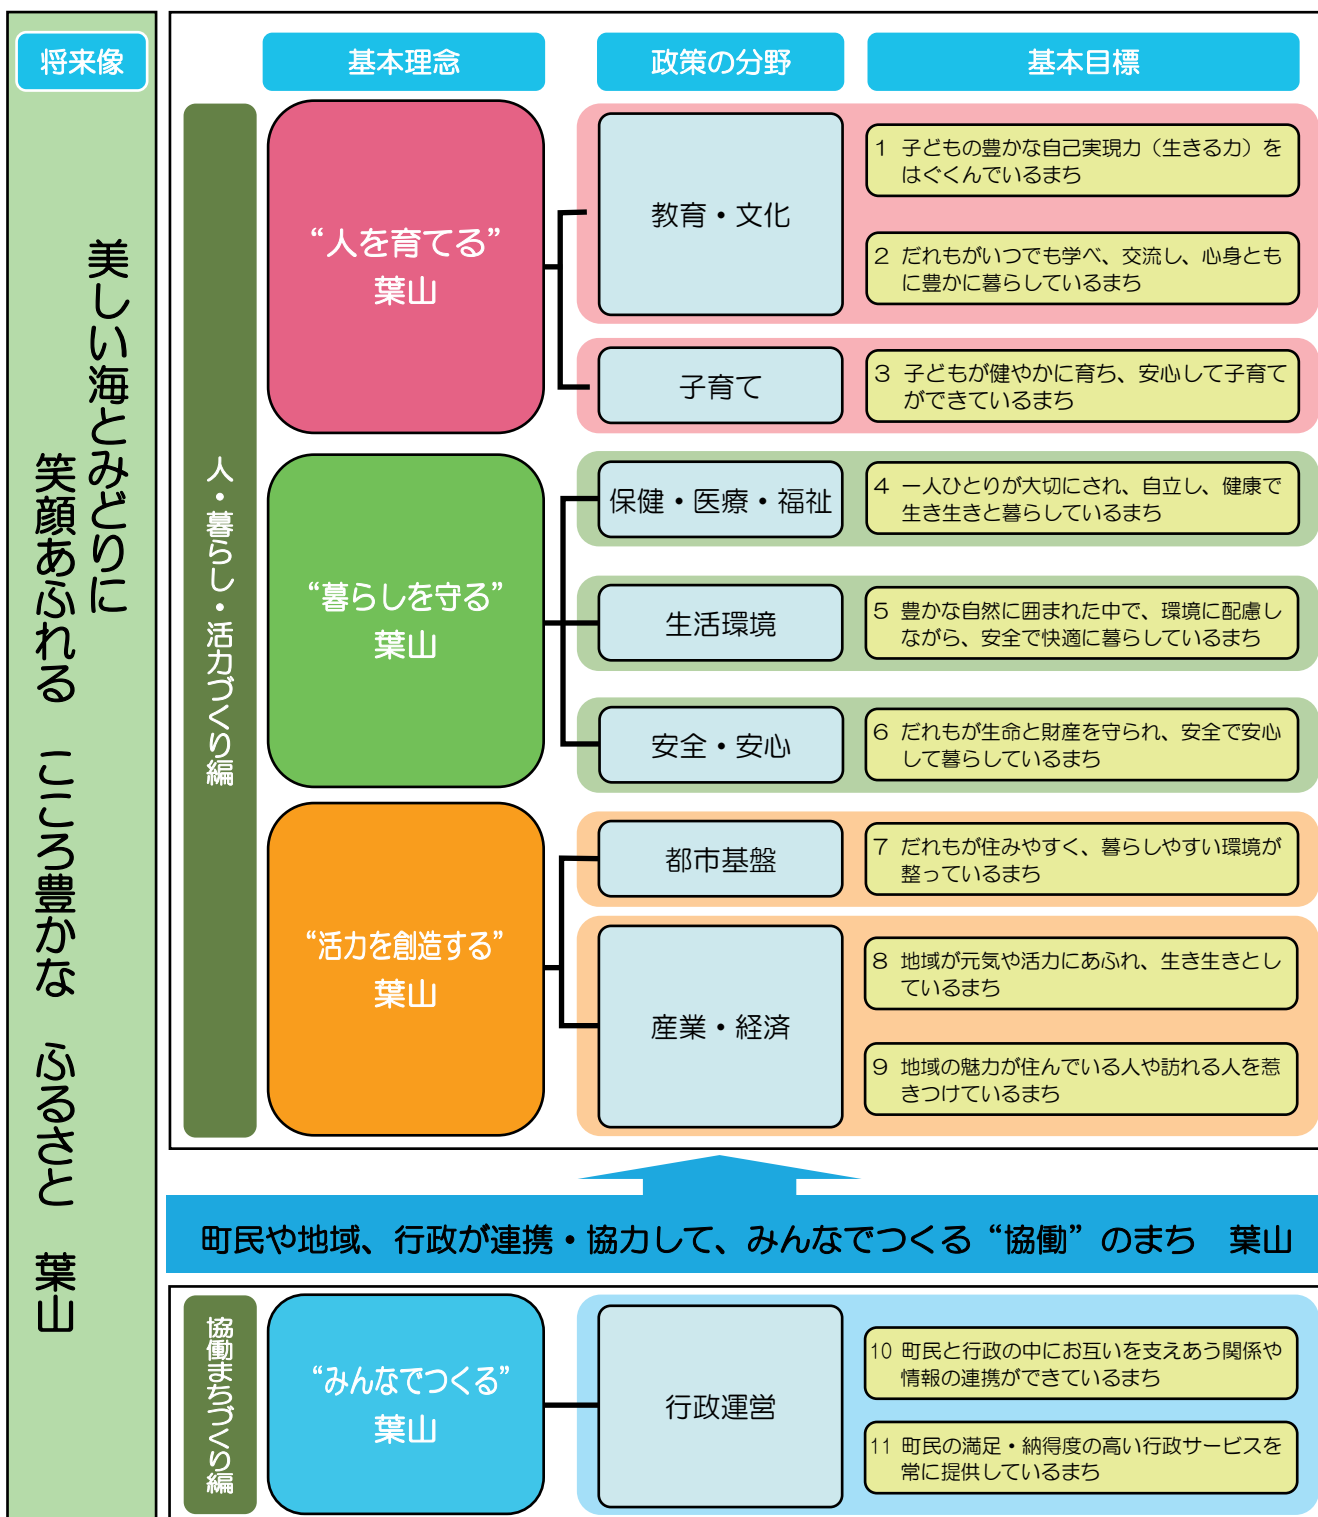 将来像
美しい海とみどりに
笑顔あふれる こころ豊かな ふるさと 葉山
基本理念
政策の分野
基本目標
人・暮らし・活力づくり編
“人を育てる”
葉山
教育・文化
1 子どもの豊かな自己実現力（生きる力）を
はぐくんでいるまち
2 だれもがいつでも学べ、交流し、心身とも
に豊かに暮らしているまち
子育て
3 子どもが健やかに育ち、安心して子育て
ができているまち
“暮らしを守る”
葉山
保健・医療・福祉
4 一人ひとりが大切にされ、自立し、健康で
生き生きと暮らしているまち
生活環境
5 豊かな自然に囲まれた中で、環境に配慮し
ながら、安全で快適に暮らしているまち
安全・安心
6 だれもが生命と財産を守られ、安全で安心
して暮らしているまち
“活力を創造する”
葉山
都市基盤
7 だれもが住みやすく、暮らしやすい環境が
整っているまち
産業・経済
8 地域が元気や活力にあふれ、生き生きとし
ているまち
9 地域の魅力が住んでいる人や訪れる人を惹
きつけているまち
町民や地域、行政が連携・協力して、みんなでつくる“協働”のまち 葉山
協働まちづくり編
“みんなでつくる”
葉山
行政運営
10 町民と行政の中にお互いを支えあう関係や
情報の連携ができているまち
11 町民の満足・納得度の高い行政サービスを
常に提供しているまち